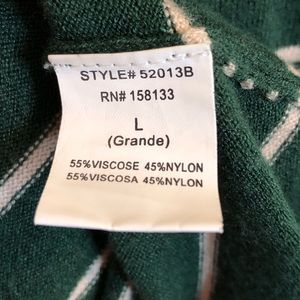 STYLE# 52013B
RN# 158133
L
(Grande)
55%VISCOSE 45%NYLON
55%VISCOSA 45%NYLON